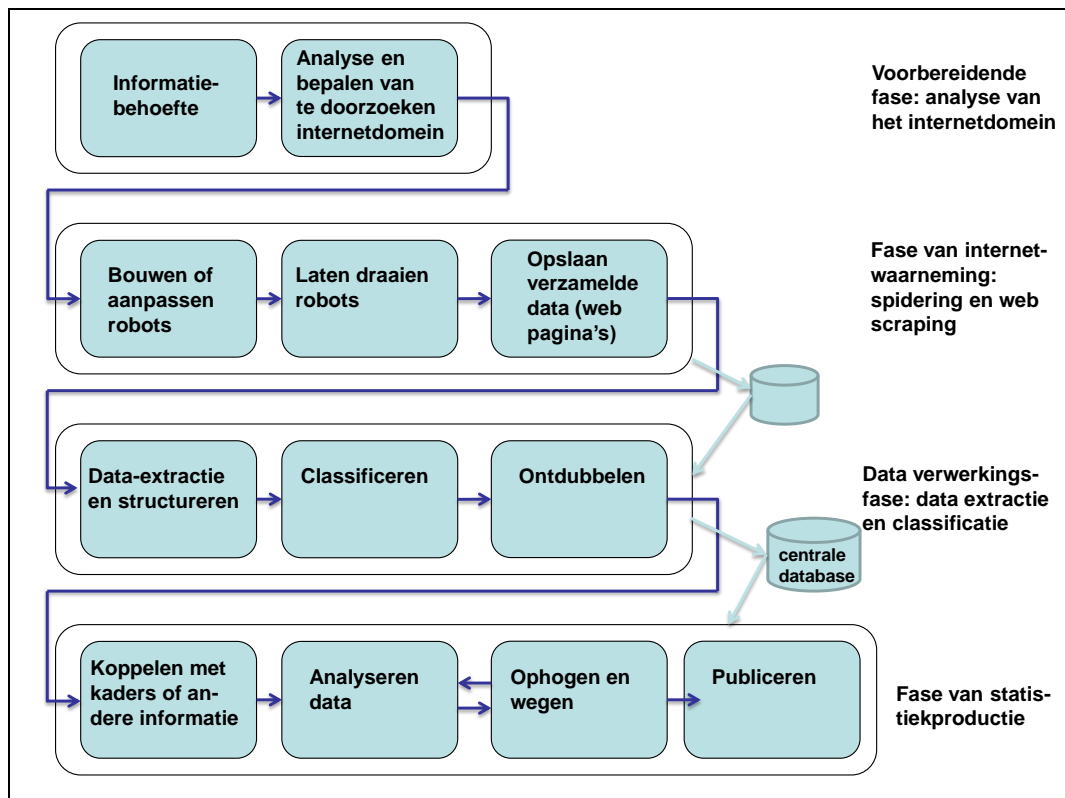 Informatie-
behoefte
Analyse en
bepalen van
te doorzoeken
internetdomein
Voorbereidende
fase: analyse van
het internetdomein
Bouwen of
aanpassen
robots
Laten draaien
robots
Opslaan
verzamelde
data (web
pagina's)
Fase van internet-
waarneming:
spidering en web
scraping
Data-extractie
en structureren
Classificeren
Ontdubbelen
Data verwerkings-
fase: data extractie
en classificatie
centrale
database
Koppelen met
kaders of an-
dere informatie
Analyseren
data
Ophogen en
wegen
Publiceren
Fase van statis-
tiekproductie